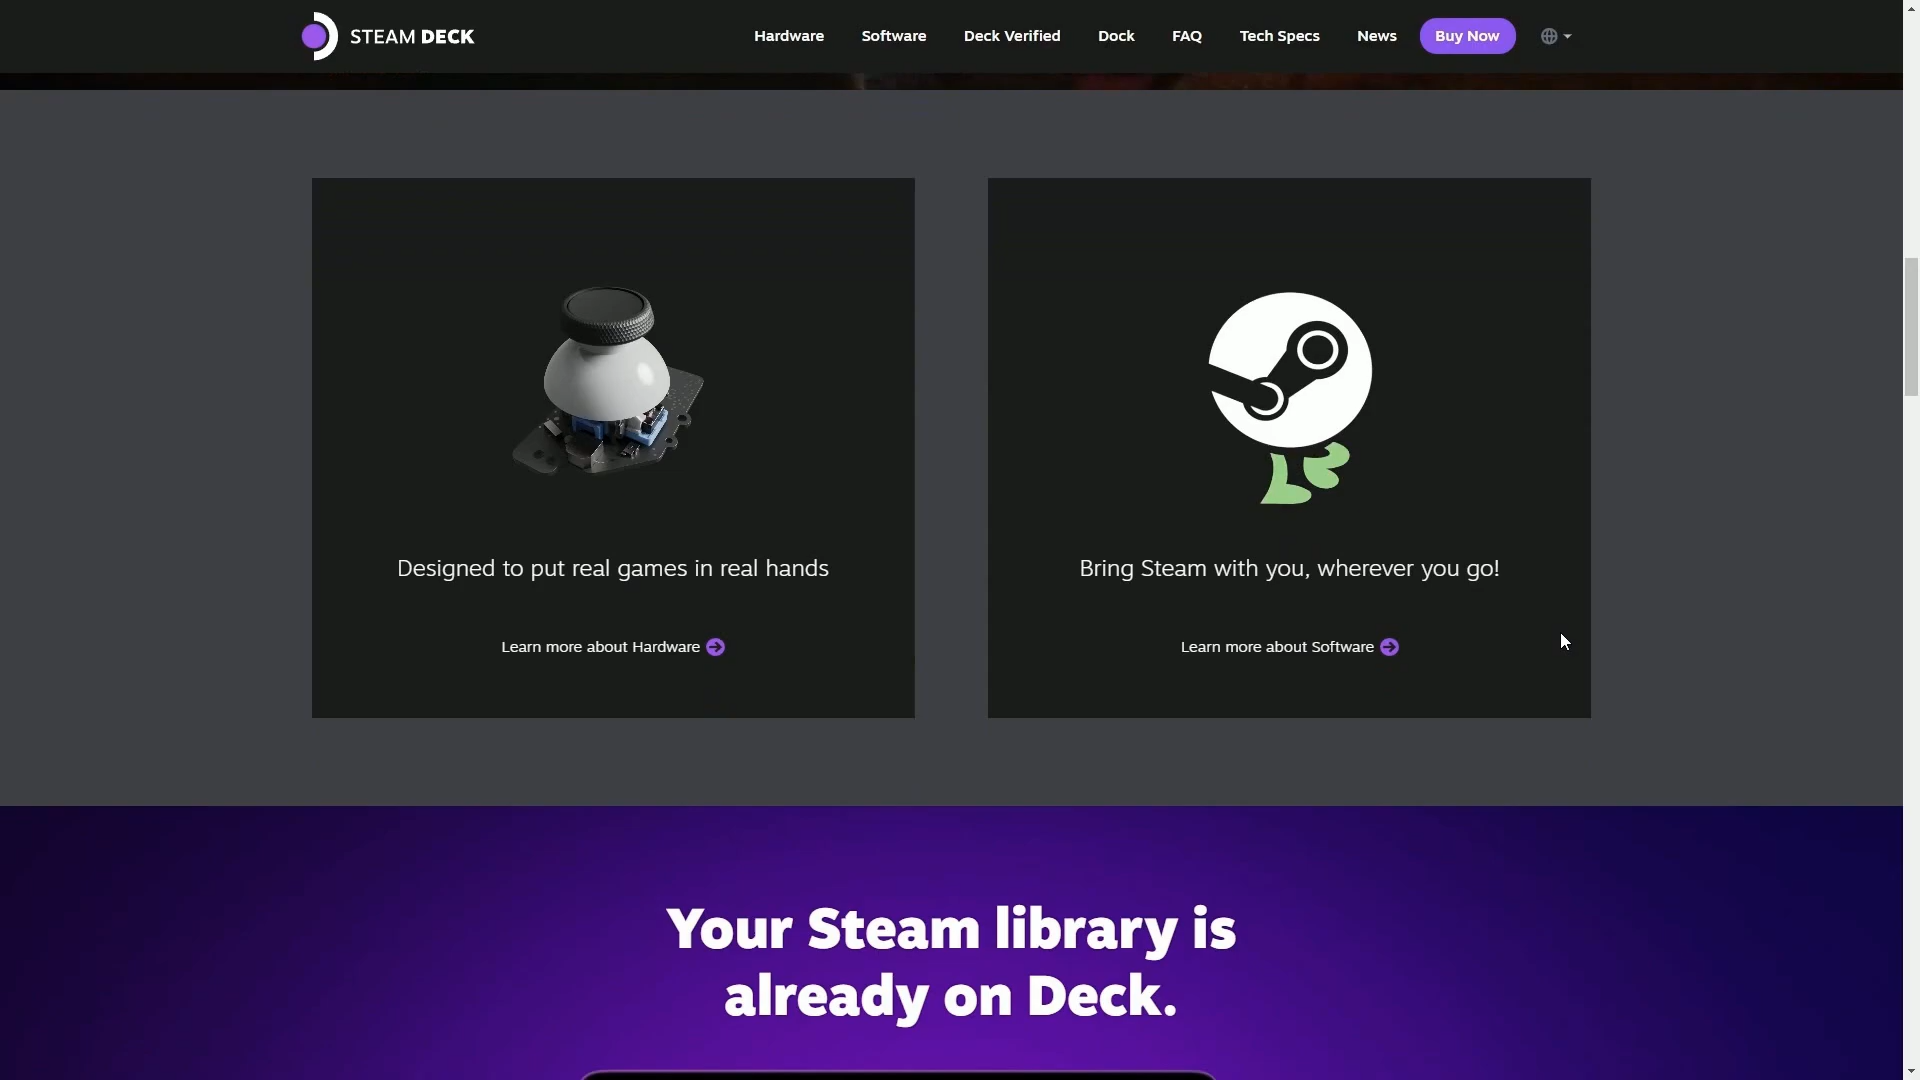 STEAM DECK
Hardware Software Deck Verified Dock FAQ Tech Specs News Buy Now
Designed to put real games in real hands
Learn more about Hardware
Bring Steam with you, wherever you go!
Learn more about Software
Your Steam library is
already on Deck.